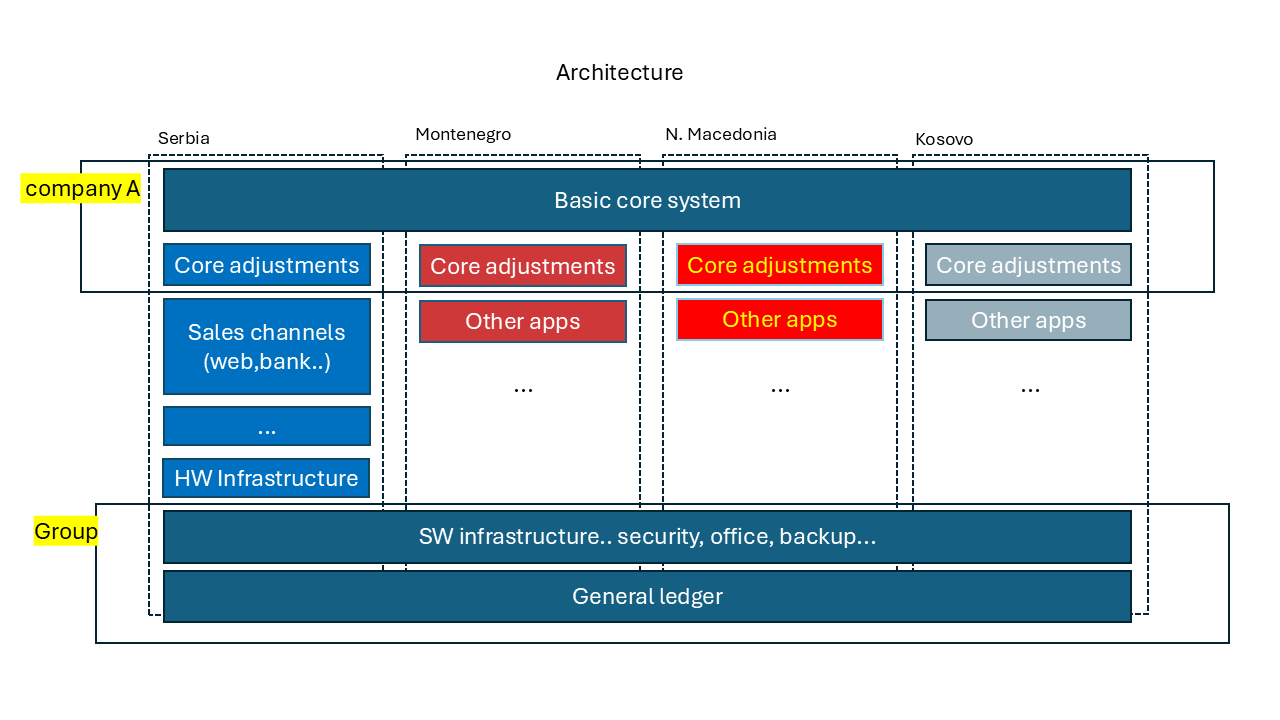 Architecture
Serbia
Montenegro
N. Macedonia
Kosovo
company A
Basic core system
Core adjustments
Core adjustments
Core adjustments
Core adjustments
Sales channels
(web,bank..)
Other apps
Other apps
Other apps
...
...
...
...
HW Infrastructure
Group
SW infrastructure.. security, office, backup...
General ledger